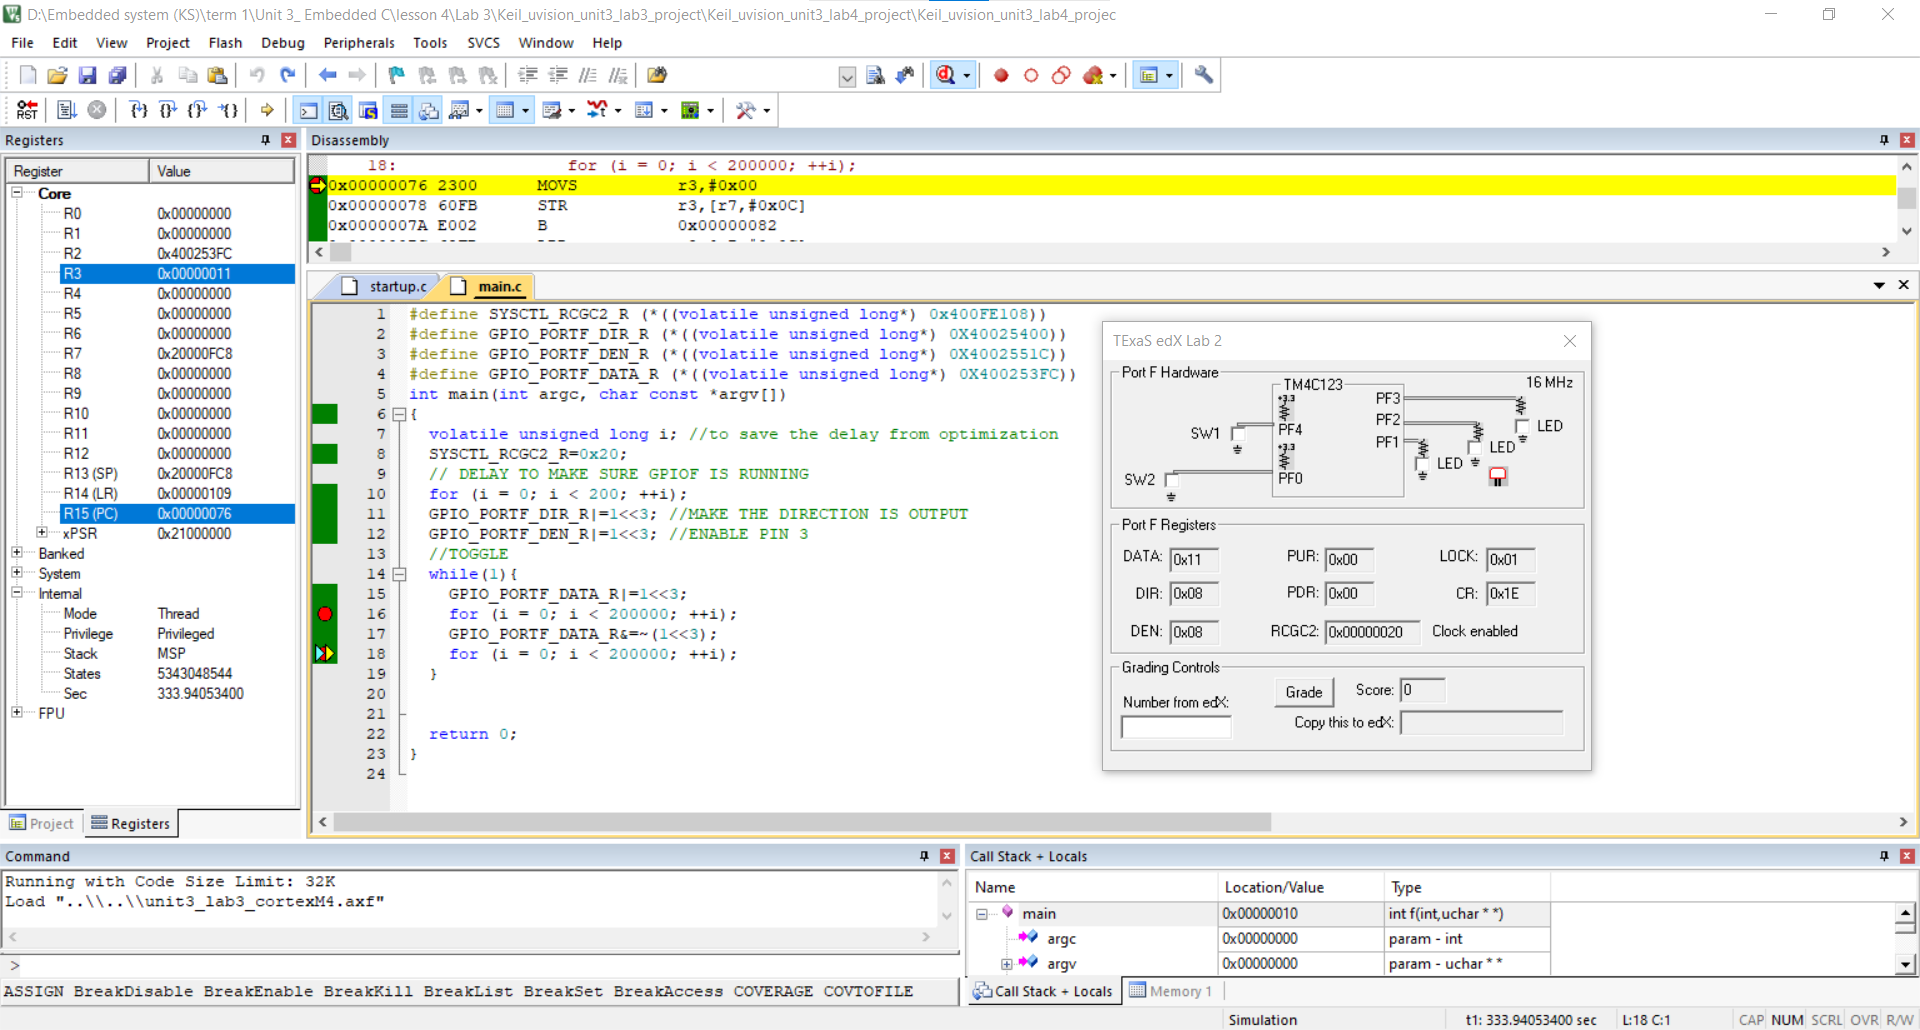 D:\Embedded system (KS)\term 1\Unit 3_ Embedded C\lesson 4\Lab 3\Keil_uvision_unit3_lab3_project\Keil_uvision_unit3_lab4_project\Keil_uvision_unit3_lab4_projec
File Edit View Project Flash Debug Peripherals Tools SVCS Window Help
RST
Registers
Register Value
Core
R0 0x00000000
R1 0x00000000
R2 0x400253FC
R3 0x00000011
R4 0x00000000
R5 0x00000000
R6 0x00000000
R7 0x20000FC8
R8 0x00000000
R9 0x00000000
R10 0x00000000
R11 0x00000000
R12 0x00000000
R13 (SP) 0x20000FC8
R14 (LR) 0x00000109
R15 (PC) 0x00000076
xPSR 0x21000000
Banked
System
Internal
Mode Thread
Privilege Privileged
Stack MSP
States 5343048544
Sec 333.94053400
FPU
Project Registers
Disassembly
18: for (i = 0; i < 200000; ++i);
0x00000076 2300 MOVS r3,#0x00
0x00000078 60FB STR r3,[r7,#0x0C]
0x0000007A E002 B 0x00000082
startup.c main.c
1 #define SYSCTL_RCGC2_R (*((volatile unsigned long*) 0x400FE108))
2 #define GPIO_PORTF_DIR_R (*((volatile unsigned long*) 0X40025400))
3 #define GPIO_PORTF_DEN_R (*((volatile unsigned long*) 0X4002551C))
4 #define GPIO_PORTF_DATA_R (*((volatile unsigned long*) 0X400253FC))
5 int main(int argc, char const *argv[])
6 {
7 volatile unsigned long i; //to save the delay from optimization
8 SYSCTL_RCGC2_R=0x20;
9 // DELAY TO MAKE SURE GPIOF IS RUNNING
10 for (i = 0; i < 200; ++i);
11 GPIO_PORTF_DIR_R|=1<<3; //MAKE THE DIRECTION IS OUTPUT
12 GPIO_PORTF_DEN_R|=1<<3; //ENABLE PIN 3
13 //TOGGLE
14 while(1){
15 GPIO_PORTF_DATA_R|=1<<3;
16 for (i = 0; i < 200000; ++i);
17 GPIO_PORTF_DATA_R&=~(1<<3);
18 for (i = 0; i < 200000; ++i);
19 }
20
21
22 return 0;
23 }
24
TExaS edX Lab 2
Port F Hardware
TM4C123 16 MHz
+3.3 PF3
PF4 PF2 LED
SW1 +3.3 PF1 LED
LED
SW2 PF0
Port F Registers
DATA: 0x11 PUR: 0x00 LOCK: 0x01
DIR: 0x08 PDR: 0x00 CR: 0x1E
DEN: 0x08 RCGC2: 0x00000020 Clock enabled
Grading Controls
Number from edX: Grade Score: 0
Copy this to edX:
Command
Running with Code Size Limit: 32K
Load "..\\..\\unit3_lab3_cortexM4.axf"
>
ASSIGN BreakDisable BreakEnable BreakKill BreakList BreakSet BreakAccess COVERAGE COVTOFILE
Call Stack + Locals
Name Location/Value Type
main 0x00000010 int f(int,uchar * *)
argc 0x00000000 param - int
argv 0x00000000 param - uchar * *
Call Stack + Locals Memory 1
Simulation t1: 333.94053400 sec L:18 C:1 CAP NUM SCRL OVR R/W